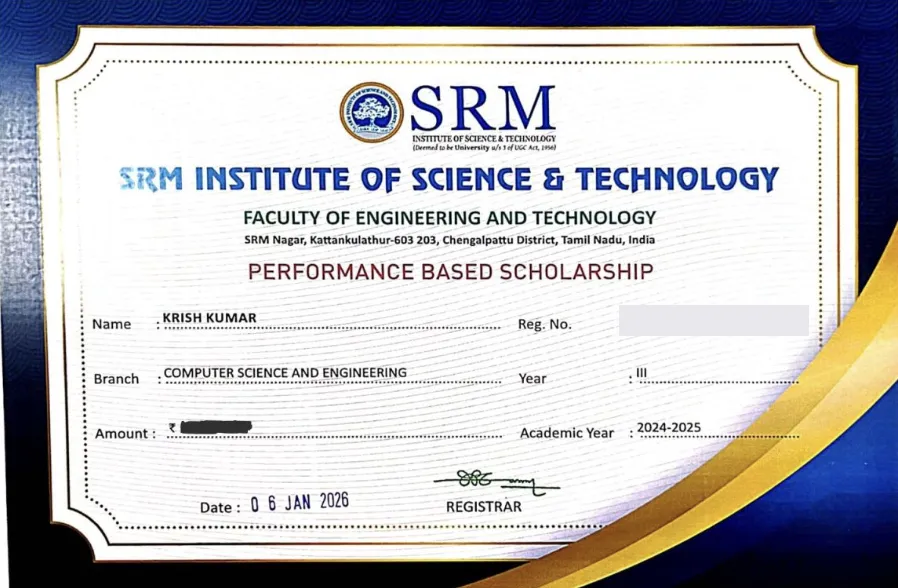 SRM
INSTITUTE OF SCIENCE & TECHNOLOGY
(Deemed to be University u/s 3 of UGC Act, 1956)
SRM INSTITUTE OF SCIENCE & TECHNOLOGY
FACULTY OF ENGINEERING AND TECHNOLOGY
SRM Nagar, Kattankulathur-603 203, Chengalpattu District, Tamil Nadu, India
PERFORMANCE BASED SCHOLARSHIP
Name : KRISH KUMAR Reg. No.
Branch : COMPUTER SCIENCE AND ENGINEERING Year : III
Amount : ₹ Academic Year : 2024-2025
Date : 06 JAN 2026 REGISTRAR